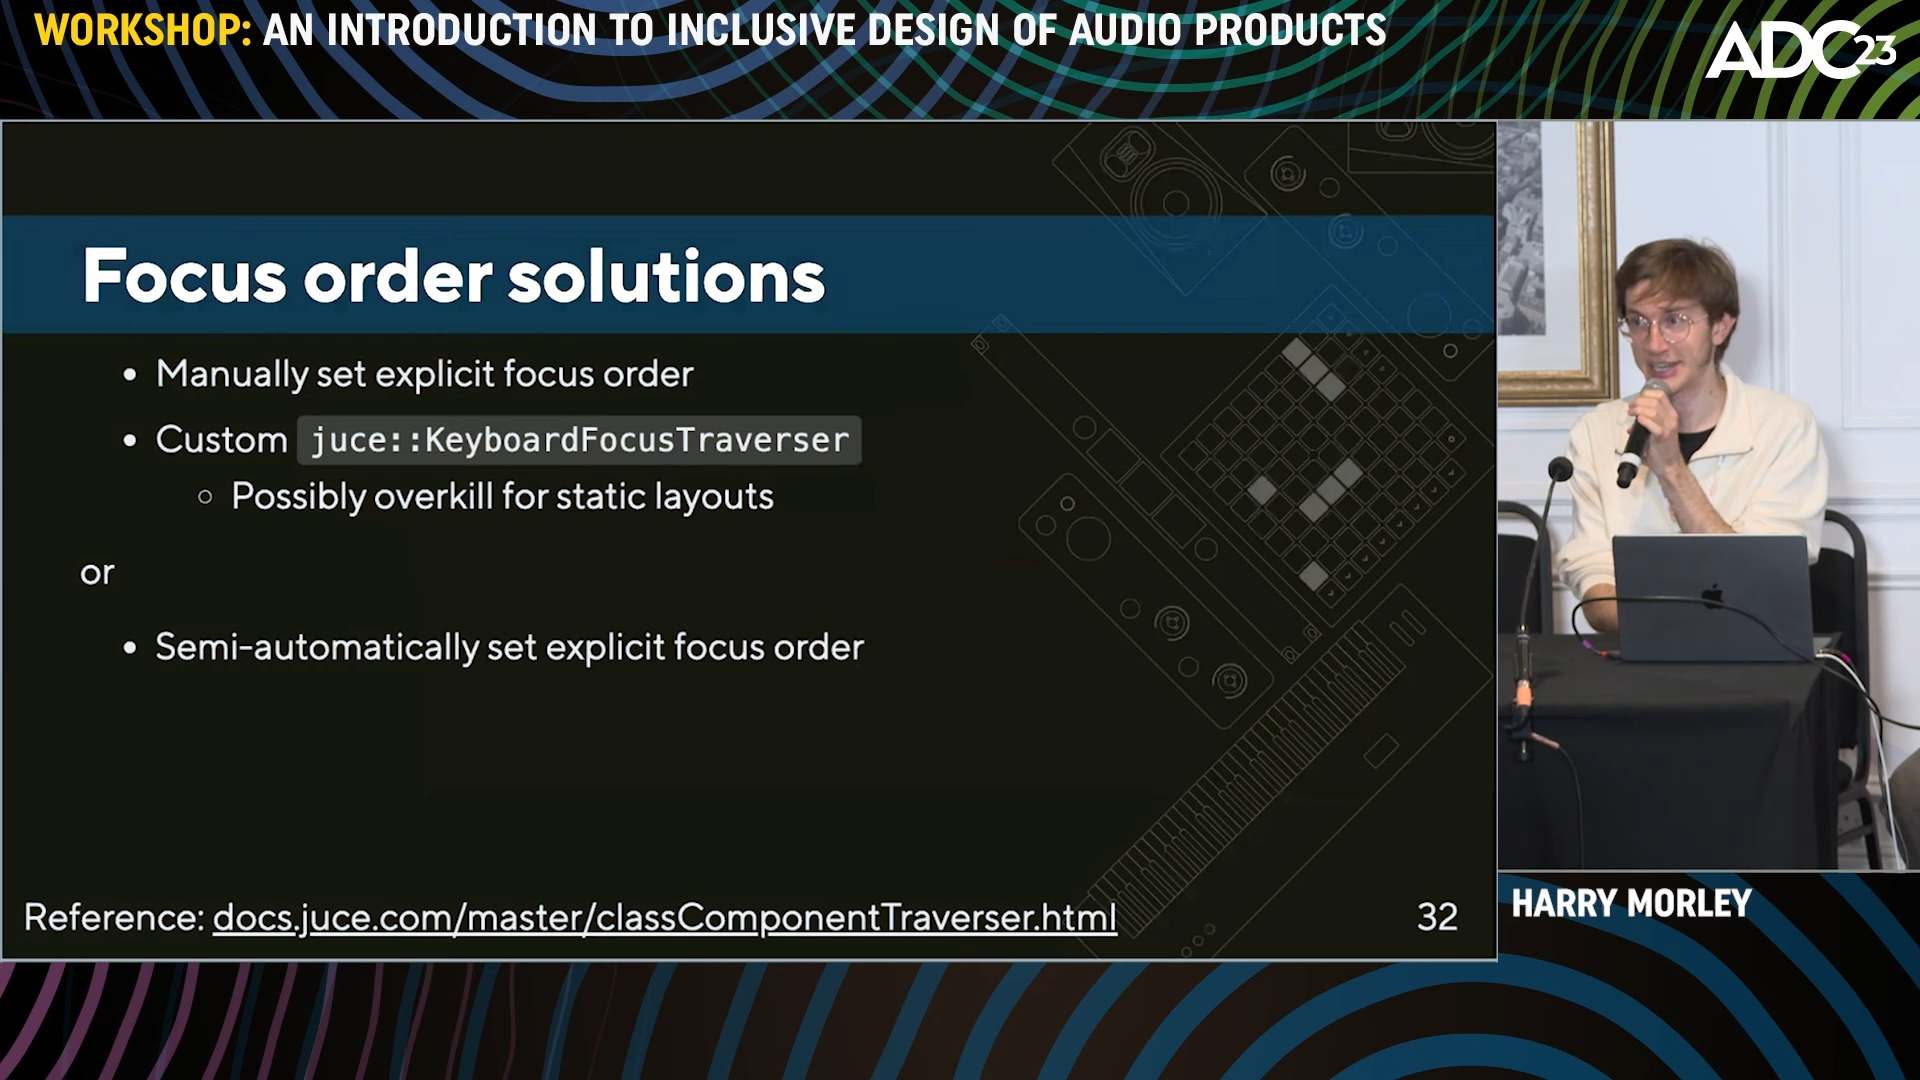 WORKSHOP: AN INTRODUCTION TO INCLUSIVE DESIGN OF AUDIO PRODUCTS
ADC23
Focus order solutions
• Manually set explicit focus order
• Custom juce::KeyboardFocusTraverser
○ Possibly overkill for static layouts
or
• Semi-automatically set explicit focus order
Reference: docs.juce.com/master/classComponentTraverser.html
32
HARRY MORLEY